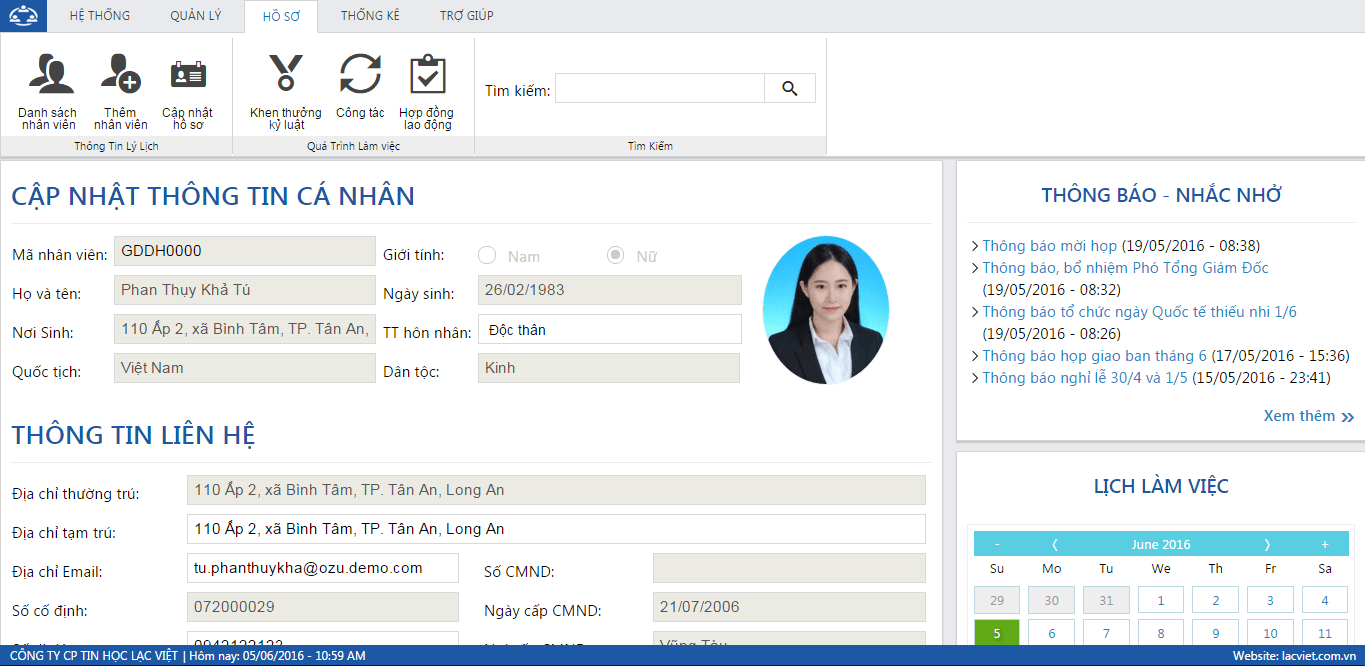 HỆ THỐNG QUẢN LÝ HỒ SƠ THỐNG KÊ TRỢ GIÚP
Danh sách nhân viên
Thêm nhân viên
Cập nhật hồ sơ
Khen thưởng kỷ luật
Công tác
Hợp đồng lao động
Tìm kiếm:
Thông Tin Lý Lịch
Quá Trình Làm việc
Tìm Kiếm
CẬP NHẬT THÔNG TIN CÁ NHÂN
Mã nhân viên: GDDH0000 Giới tính: Nam Nữ
Họ và tên: Phan Thụy Khả Tú Ngày sinh: 26/02/1983
Nơi Sinh: 110 Ấp 2, xã Bình Tâm, TP. Tân An, TT hôn nhân: Độc thân
Quốc tịch: Việt Nam Dân tộc: Kinh
THÔNG TIN LIÊN HỆ
Địa chỉ thường trú: 110 Ấp 2, xã Bình Tâm, TP. Tân An, Long An
Địa chỉ tạm trú: 110 Ấp 2, xã Bình Tâm, TP. Tân An, Long An
Địa chỉ Email: tu.phanthuykha@ozu.demo.com Số CMND:
Số cố định: 072000029 Ngày cấp CMND: 21/07/2006
THÔNG BÁO - NHẮC NHỞ
Thông báo mời họp (19/05/2016 - 08:38)
Thông báo, bổ nhiệm Phó Tổng Giám Đốc
(19/05/2016 - 08:32)
Thông báo tổ chức ngày Quốc tế thiếu nhi 1/6
(19/05/2016 - 08:26)
Thông báo họp giao ban tháng 6 (17/05/2016 - 15:36)
Thông báo nghỉ lễ 30/4 và 1/5 (15/05/2016 - 23:41)
Xem thêm
LỊCH LÀM VIỆC
- June 2016 +
Su Mo Tu We Th Fr Sa
29 30 31 1 2 3 4
5 6 7 8 9 10 11
CÔNG TY CP TIN HỌC LẠC VIỆT | Hôm nay: 05/06/2016 - 10:59 AM Website: lacviet.com.vn